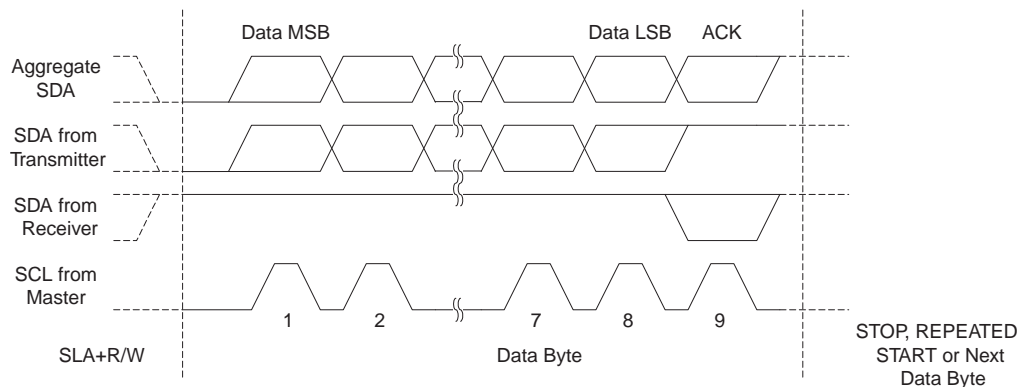 Data MSB
Data LSB
ACK
Aggregate
SDA
SDA from
Transmitter
SDA from
Receiver
SCL from
Master
1
2
7
8
9
SLA+R/W
Data Byte
STOP, REPEATED
START or Next
Data Byte